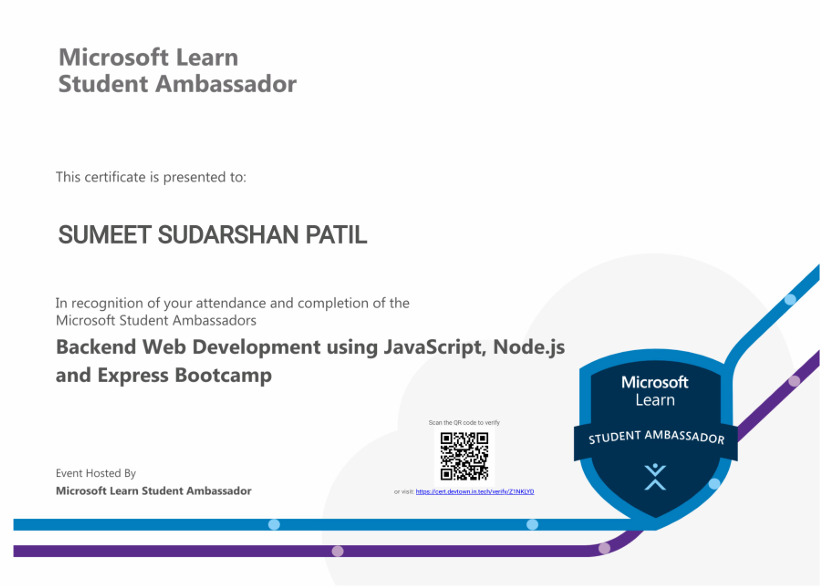 Microsoft Learn
Student Ambassador
This certificate is presented to:
SUMEET SUDARSHAN PATIL
In recognition of your attendance and completion of the
Microsoft Student Ambassadors
Backend Web Development using JavaScript, Node.js
and Express Bootcamp
Microsoft
Learn
STUDENT AMBASSADOR
Scan the QR code to verify
or visit: https://cert.devtown.in.tech/verify/Z1NKLYD
Event Hosted By
Microsoft Learn Student Ambassador